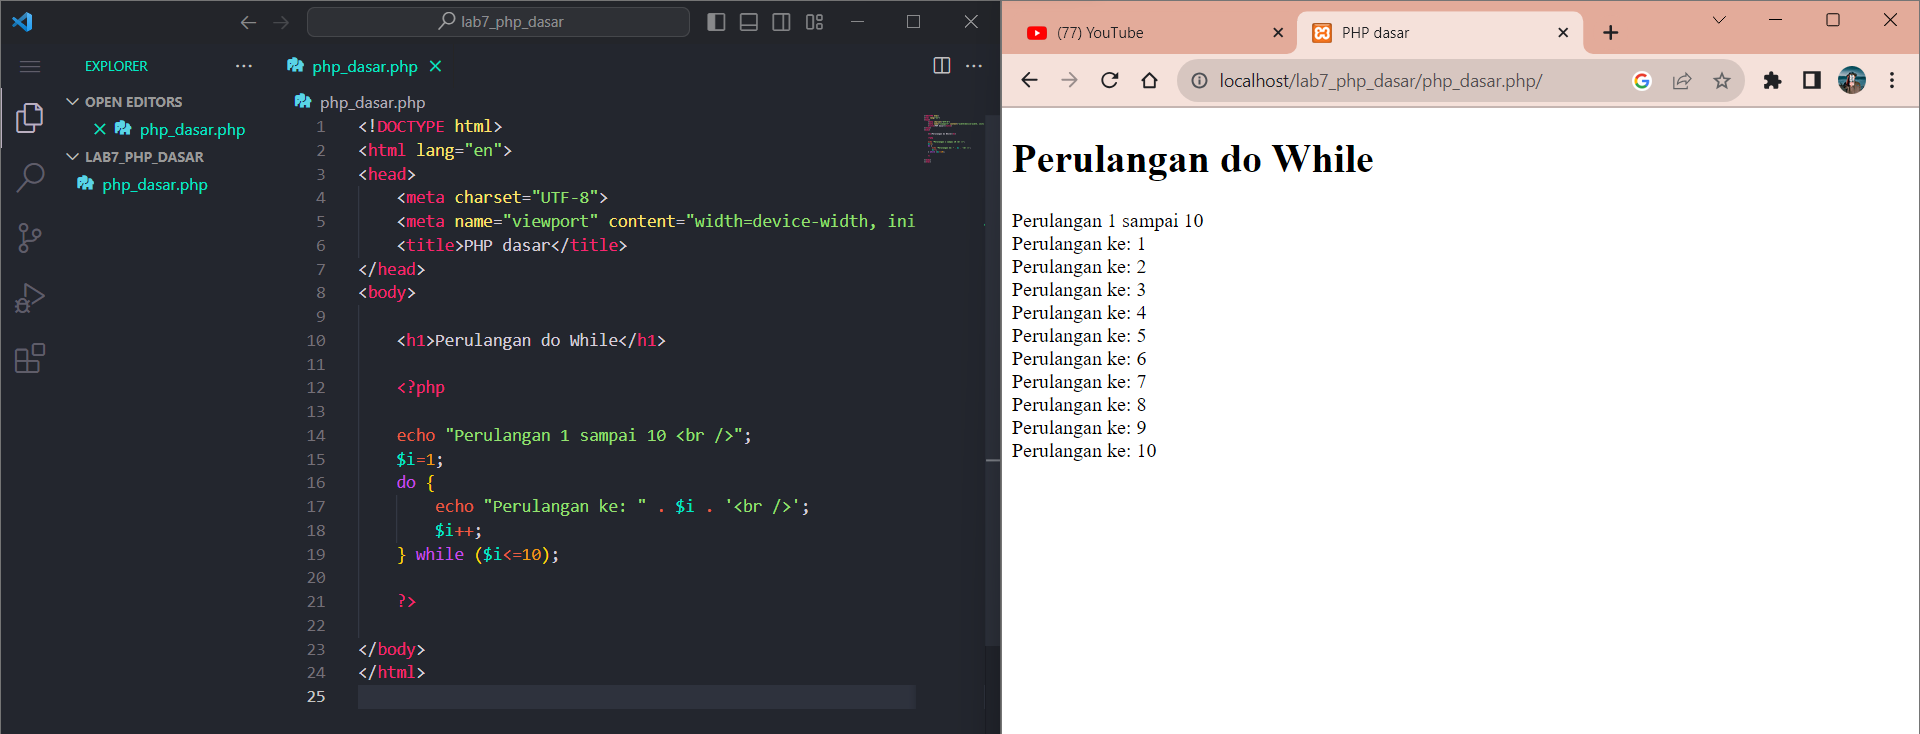 lab7_php_dasar
EXPLORER
OPEN EDITORS
php_dasar.php
LAB7_PHP_DASAR
php_dasar.php
php_dasar.php
php_dasar.php
1 <!DOCTYPE html>
2 <html lang="en">
3 <head>
4 <meta charset="UTF-8">
5 <meta name="viewport" content="width=device-width, ini
6 <title>PHP dasar</title>
7 </head>
8 <body>
9
10 <h1>Perulangan do While</h1>
11
12 <?php
13
14 echo "Perulangan 1 sampai 10 <br />";
15 $i=1;
16 do {
17 echo "Perulangan ke: " . $i . '<br />';
18 $i++;
19 } while ($i<=10);
20
21 ?>
22
23 </body>
24 </html>
25
(77) YouTube
PHP dasar
localhost/lab7_php_dasar/php_dasar.php/
Perulangan do While
Perulangan 1 sampai 10
Perulangan ke: 1
Perulangan ke: 2
Perulangan ke: 3
Perulangan ke: 4
Perulangan ke: 5
Perulangan ke: 6
Perulangan ke: 7
Perulangan ke: 8
Perulangan ke: 9
Perulangan ke: 10